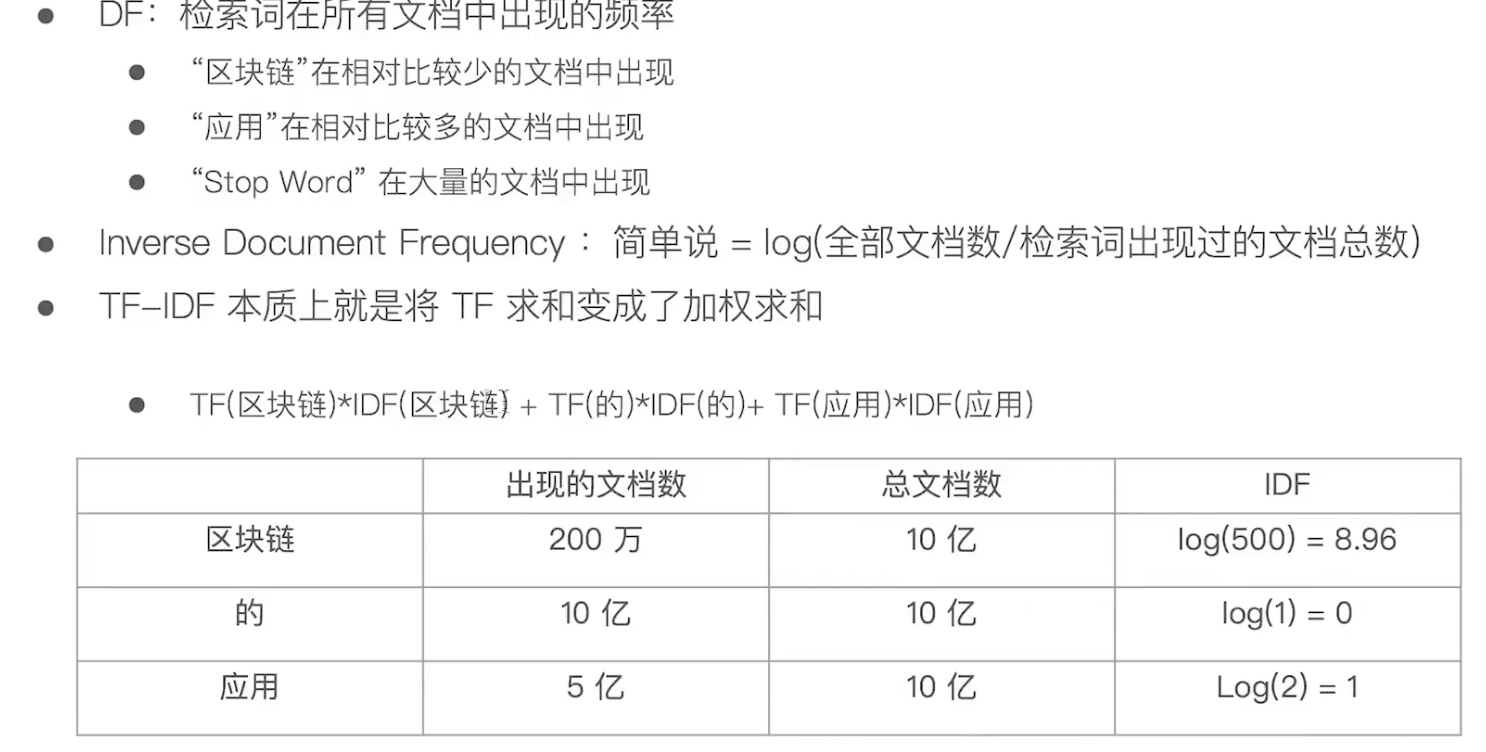 DF：检索词在所有文档中出现的频率
“区块链”在相对比较少的文档中出现
“应用”在相对比较多的文档中出现
“Stop Word” 在大量的文档中出现
Inverse Document Frequency ：简单说 = log(全部文档数/检索词出现过的文档总数)
TF–IDF 本质上就是将 TF 求和变成了加权求和
TF(区块链)*IDF(区块链) + TF(的)*IDF(的)+ TF(应用)*IDF(应用)
出现的文档数 总文档数 IDF
区块链 200 万 10 亿 log(500) = 8.96
的 10 亿 10 亿 log(1) = 0
应用 5 亿 10 亿 Log(2) = 1